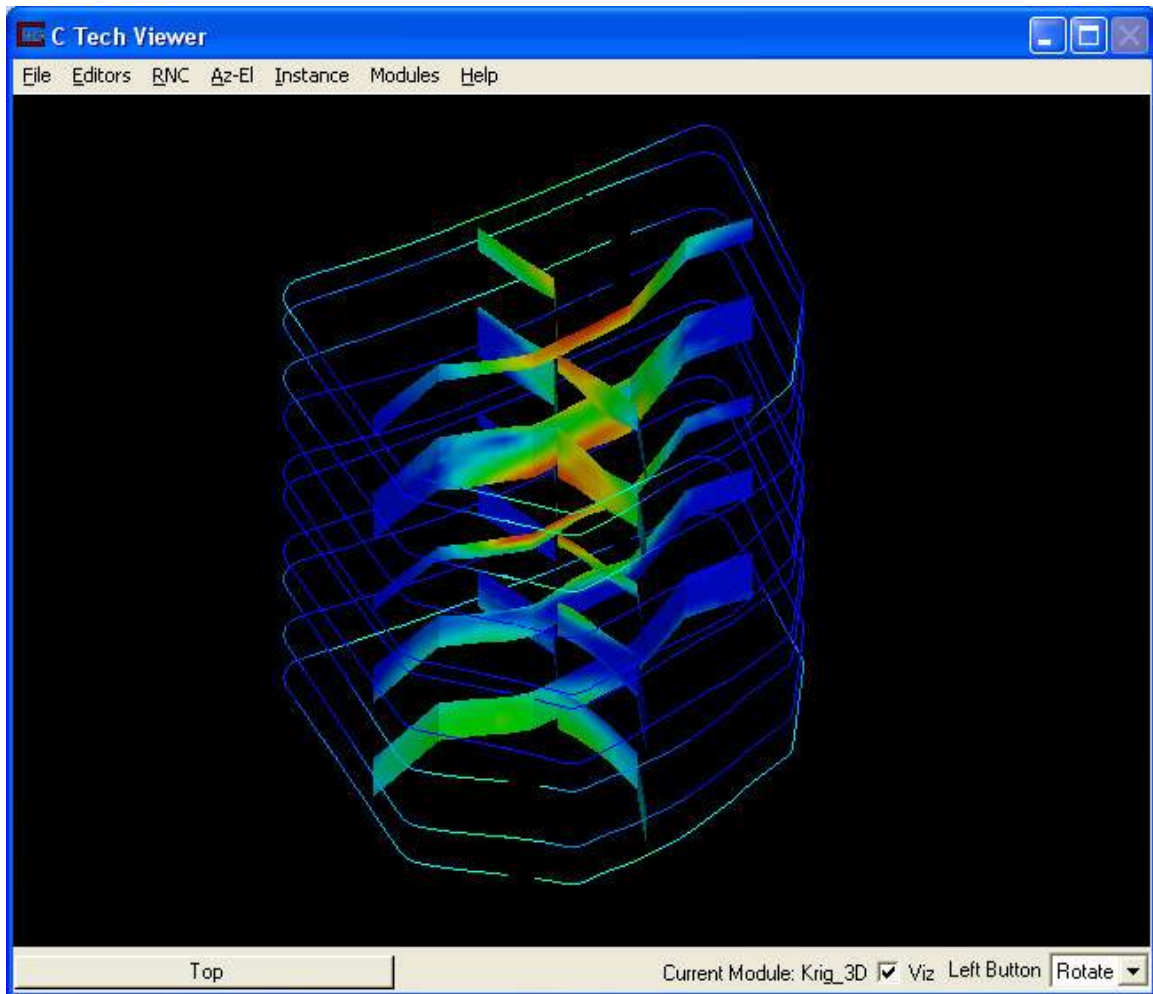 C Tech Viewer
File Editors RNC Az-El Instance Modules Help
Top Current Module: Krig_3D Viz Left Button Rotate